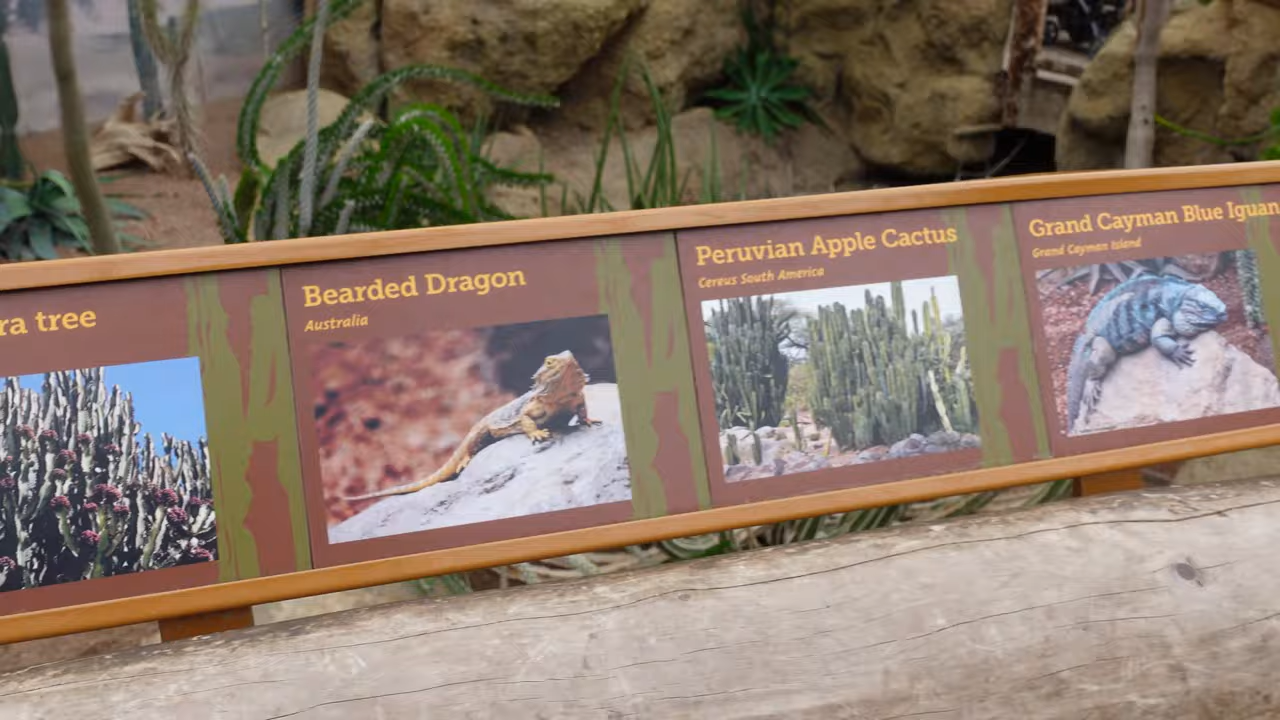 ra tree
Bearded Dragon
Australia
Peruvian Apple Cactus
Cereus South America
Grand Cayman Blue Iguan
Grand Cayman Island